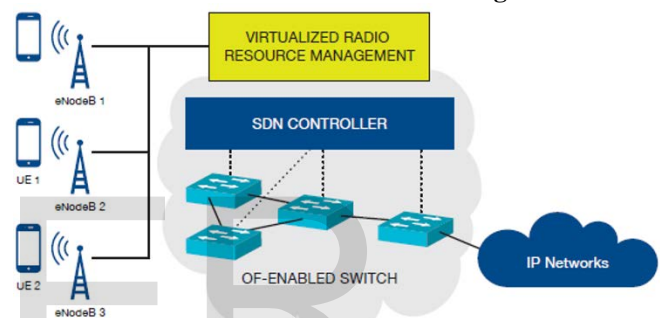 VIRTUALIZED RADIO
RESOURCE MANAGEMENT
eNodeB 1
SDN CONTROLLER
UE 1
eNodeB 2
UE 2
OF-ENABLED SWITCH
IP Networks
eNodeB 3